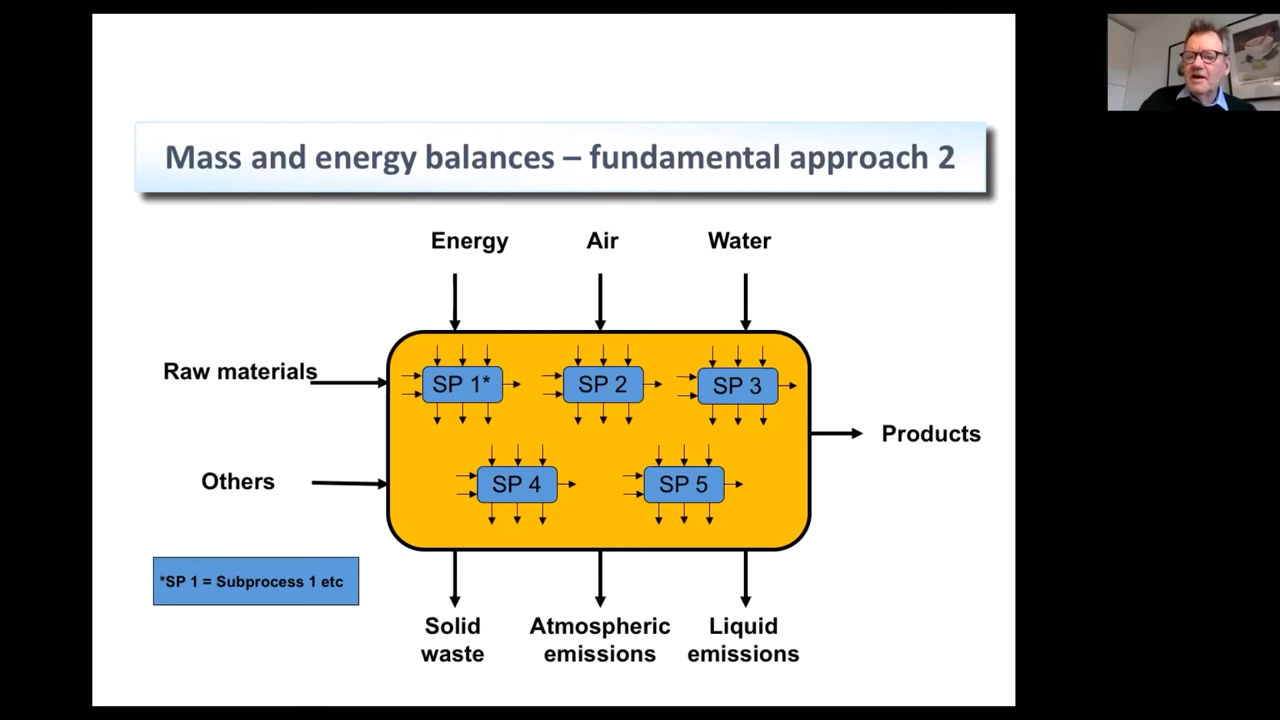 Mass and energy balances – fundamental approach 2
Energy
Air
Water
Raw materials
SP 1*
SP 2
SP 3
Products
Others
SP 4
SP 5
*SP 1 = Subprocess 1 etc
Solid
waste
Atmospheric
emissions
Liquid
emissions